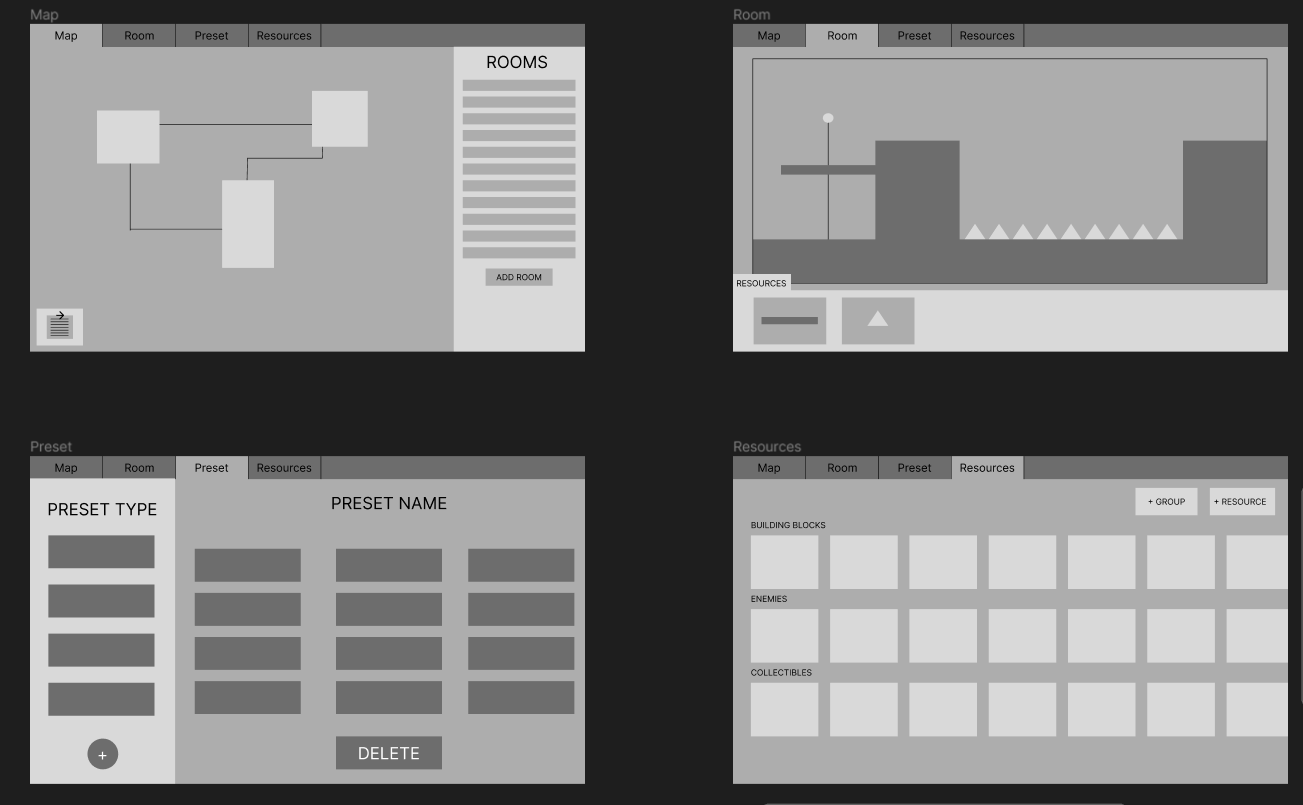 Map
Map Room Preset Resources
ROOMS
ADD ROOM
Room
Map Room Preset Resources
RESOURCES
Preset
Map Room Preset Resources
PRESET TYPE
PRESET NAME
+
DELETE
Resources
Map Room Preset Resources
+ GROUP + RESOURCE
BUILDING BLOCKS
ENEMIES
COLLECTIBLES